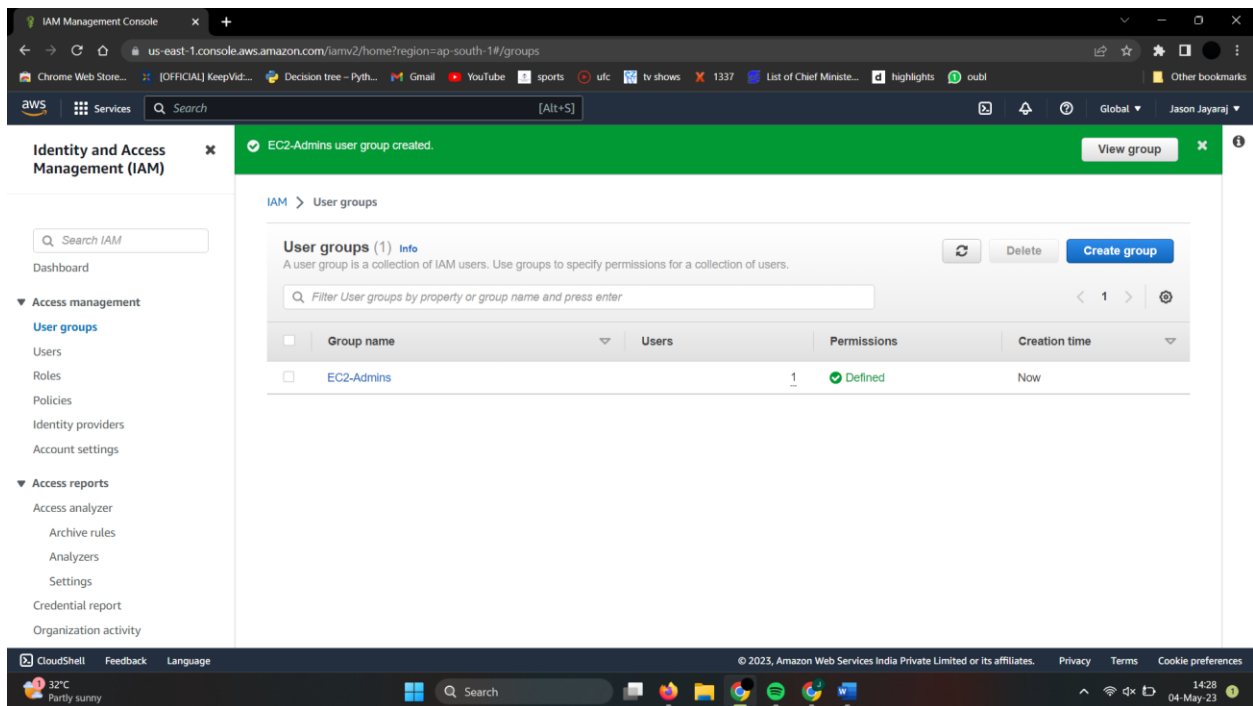 IAM Management Console
us-east-1.console.aws.amazon.com/iamv2/home?region=ap-south-1#/groups
Chrome Web Store... [OFFICIAL] KeepVid:... Decision tree – Pyth... Gmail YouTube sports ufc tv shows 1337 List of Chief Ministe... d highlights oubl Other bookmarks
aws Services Search [Alt+S] Global Jason Jayaraj
Identity and Access Management (IAM)
Search IAM
Dashboard
Access management
User groups
Users
Roles
Policies
Identity providers
Account settings
Access reports
Access analyzer
Archive rules
Analyzers
Settings
Credential report
Organization activity
EC2-Admins user group created. View group
IAM > User groups
User groups (1) Info Delete Create group
A user group is a collection of IAM users. Use groups to specify permissions for a collection of users.
Filter User groups by property or group name and press enter 1
Group name Users Permissions Creation time
EC2-Admins 1 Defined Now
CloudShell Feedback Language © 2023, Amazon Web Services India Private Limited or its affiliates. Privacy Terms Cookie preferences
1 32°C Search 14:28 1
Partly sunny 04-May-23